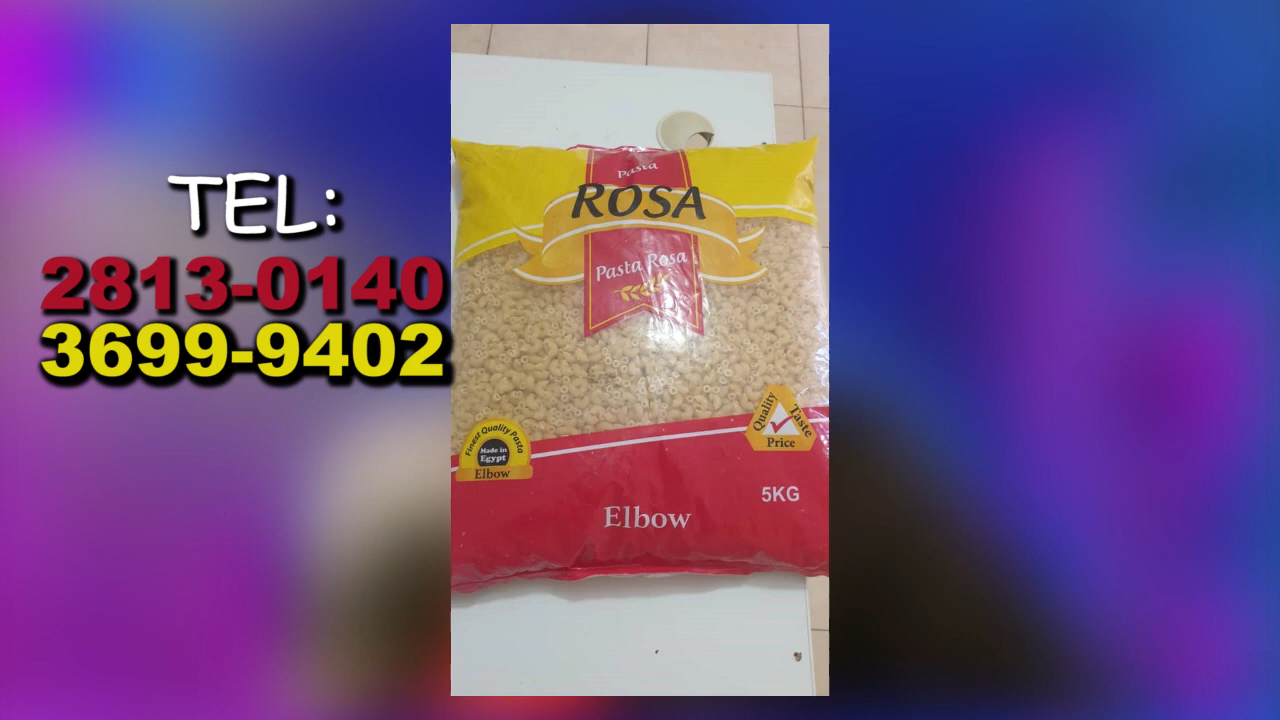 TEL:
2813-0140
3699-9402
Pasta
ROSA
Pasta Rosa
Quality
Taste
Price
Finest Quality Pasta
Made in
Egypt
Elbow
5KG
Elbow